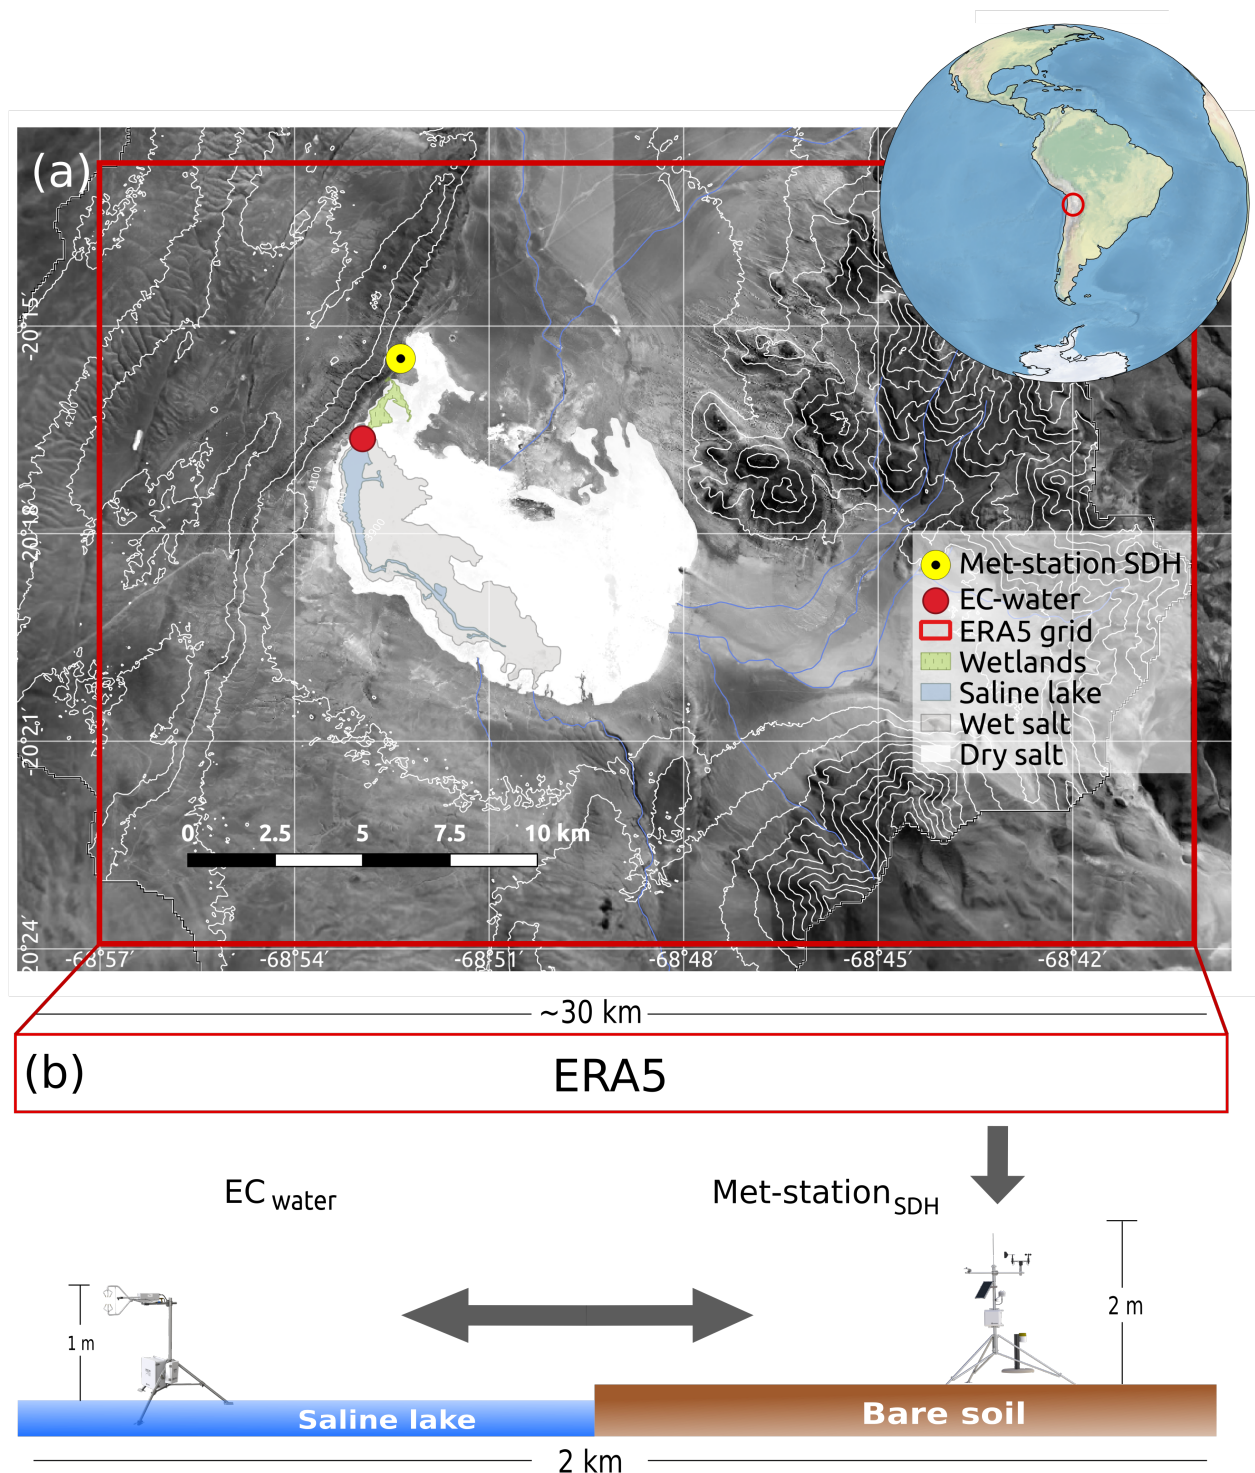 (a)
-20°15′
4200
4100
-20°18′
Met-station SDH
EC-water
ERA5 grid
Wetlands
Saline lake
Wet salt
Dry salt
-20°21′
0 2.5 5 7.5 10 km
20°24′
-68°57′ -68°54′ -68°51′ -68°48′ -68°45′ -68°42′
~30 km
(b)
ERA5
EC water
Met-station SDH
1 m
2 m
Saline lake
Bare soil
2 km